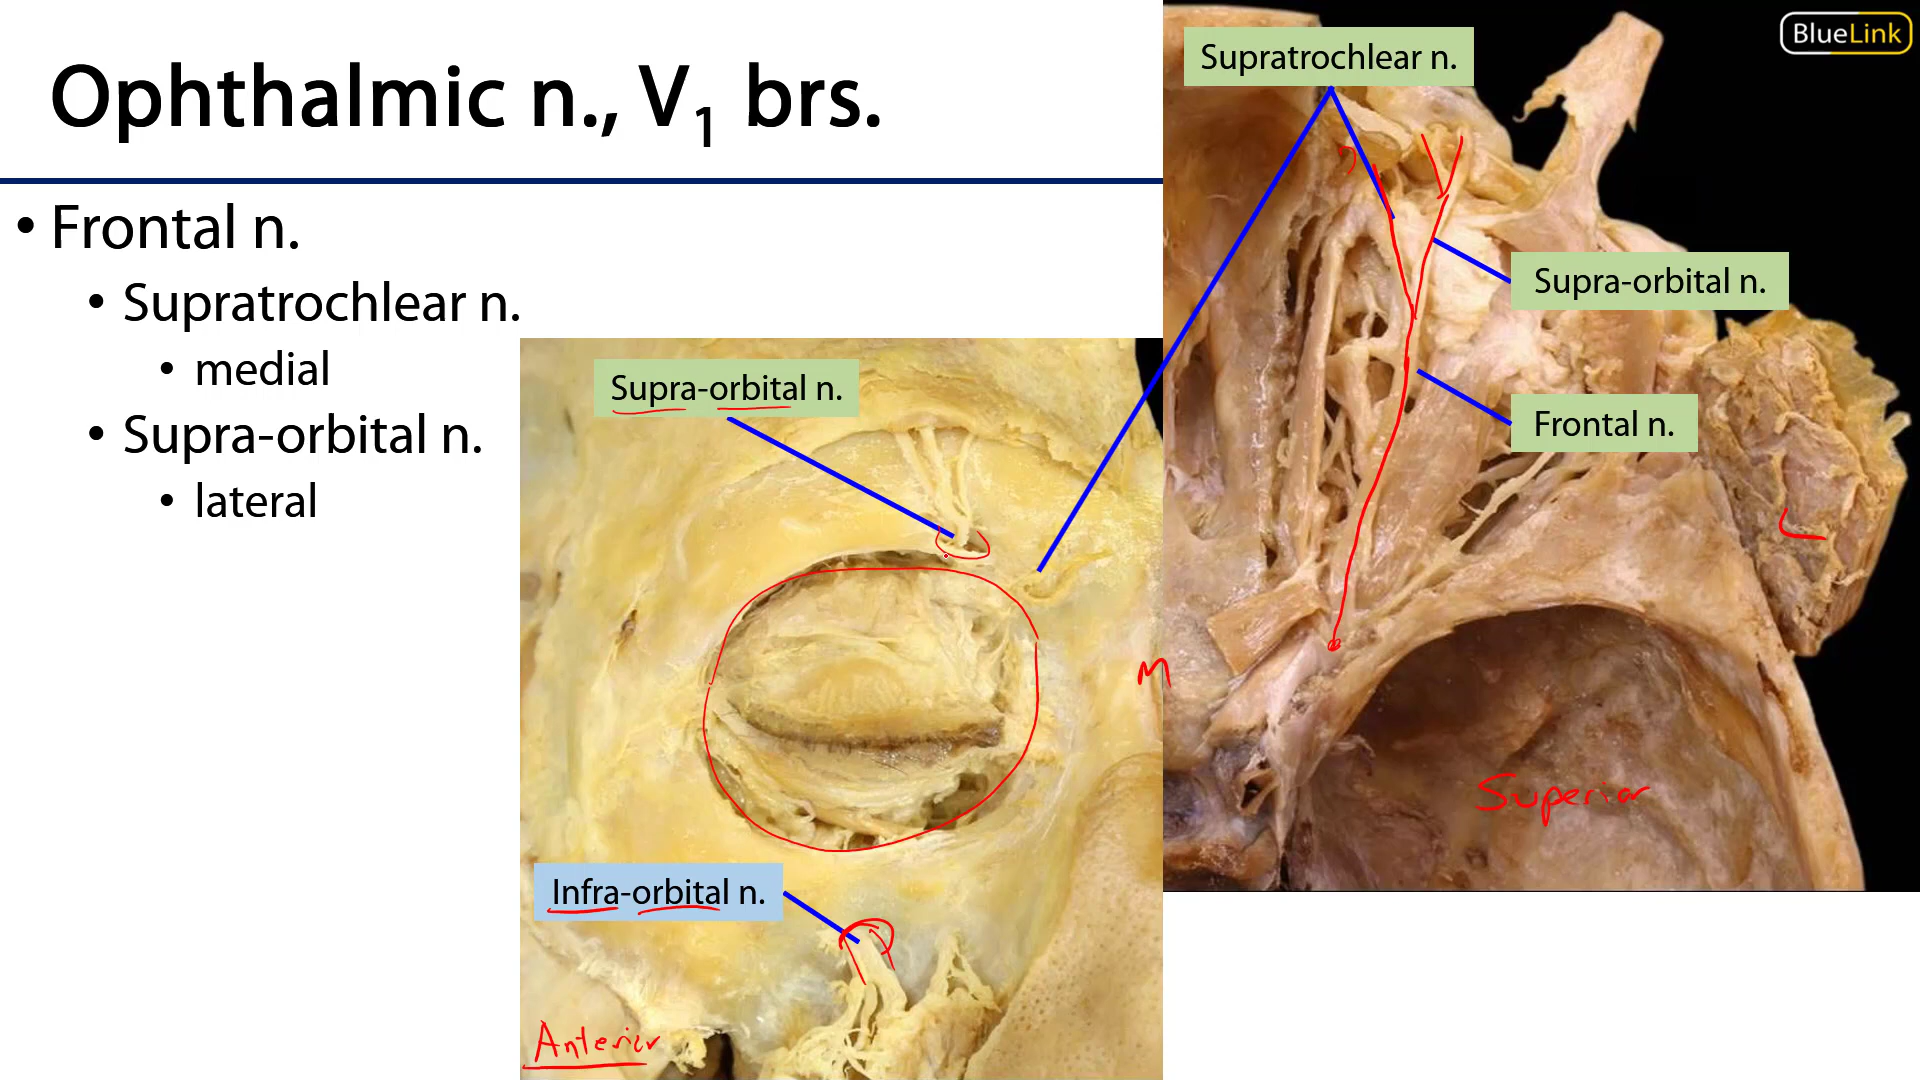 Ophthalmic n., V1 brs.
• Frontal n.
• Supratrochlear n.
• medial
• Supra-orbital n.
• lateral
Supra-orbital n.
Infra-orbital n.
Anterior
M
Supratrochlear n.
BlueLink
Supra-orbital n.
Frontal n.
L
Superior